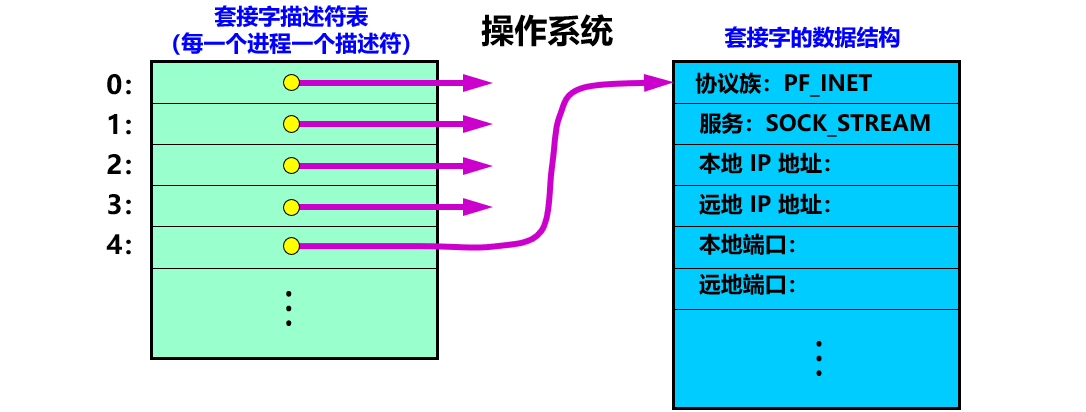 套接字描述符表
（每一个进程一个描述符）
操作系统
套接字的数据结构
0：
1：
2：
3：
4：
⋮
协议族：PF_INET
服务：SOCK_STREAM
本地 IP 地址：
远地 IP 地址：
本地端口：
远地端口：
⋮